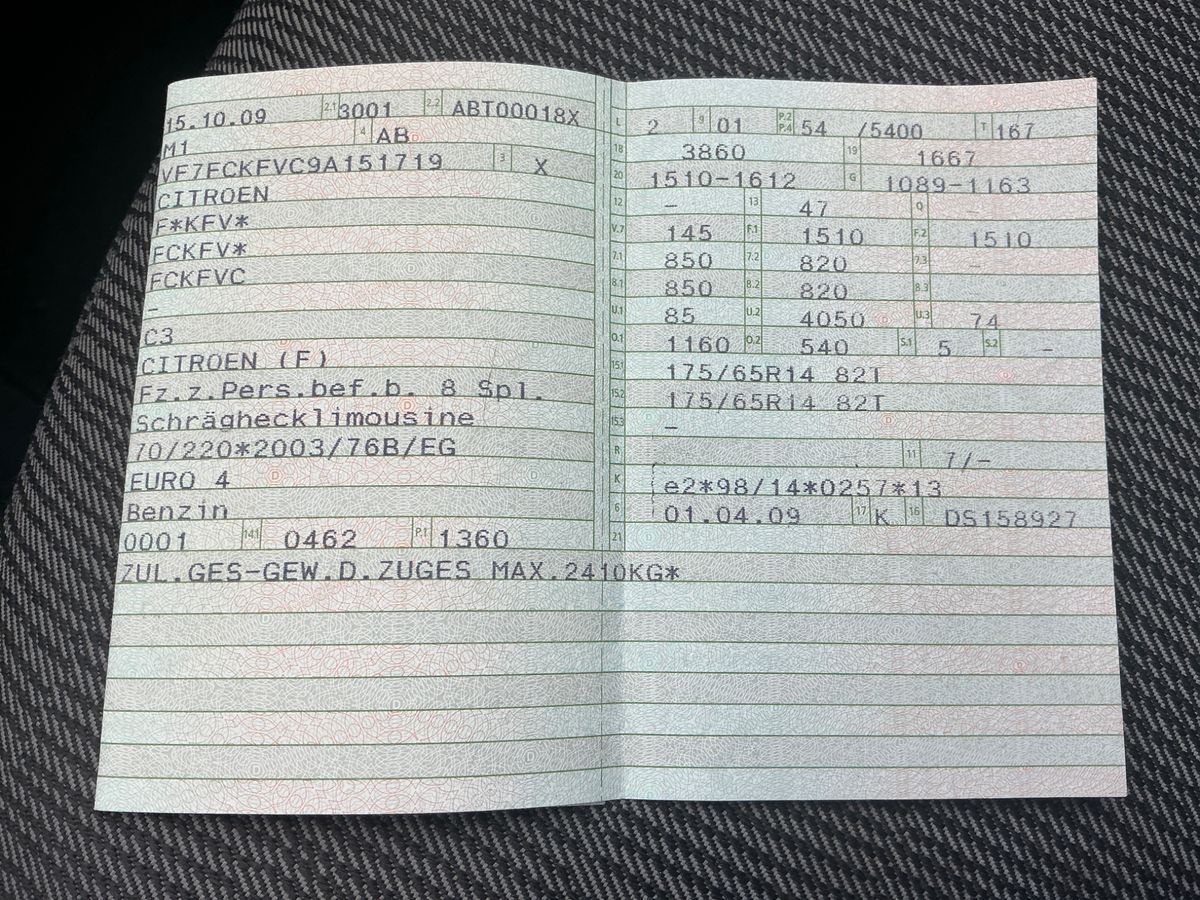 15.10.09 2.1 3001 2.2 ABT00018X
M1 4 AB
VF7FCKFVC9A151719 3 X
CITROEN
F*KFV*
FCKFV*
FCKFVC
-
C3
CITROEN (F)
Fz.z.Pers.bef.b. 8 Spl.
Schräghecklimousine
70/220*2003/76B/EG
EURO 4
Benzin
0001 14.1 0462 P.1 1360
ZUL.GES-GEW.D.ZUGES MAX.2410KG*
L 2 9 01 P.2 P.4 54 /5400 T 167
18 3860 19 1667
20 1510-1612 G 1089-1163
12 - 13 47 Q -
V.7 145 F.1 1510 F.2 1510
7.1 850 7.2 820 7.3 -
8.1 850 8.2 820 8.3
U.1 85 U.2 4050 U.3 74
O.1 1160 O.2 540 S.1 5 S.2 -
15.1 175/65R14 82T
15.2 175/65R14 82T
15.3 -
R 11 7/-
K e2*98/14*0257*13
6 01.04.09 17 K 16 DS158927
21